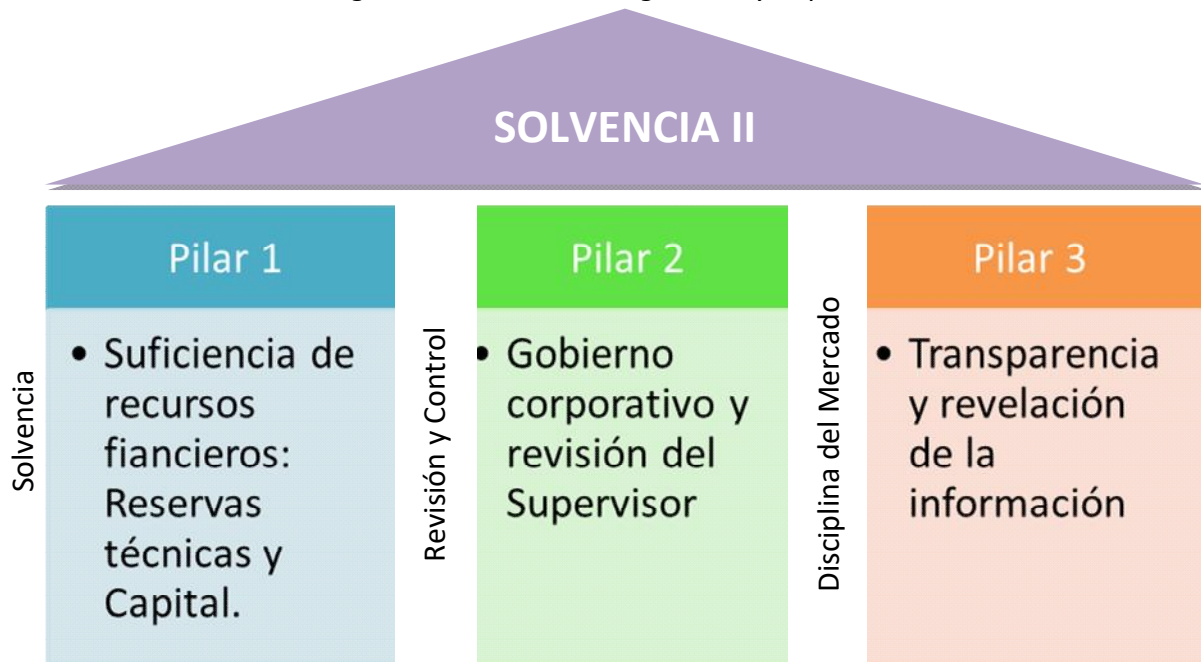 SOLVENCIA II
Solvencia
Pilar 1
• Suficiencia de
recursos
fiancieros:
Reservas
técnicas y
Capital.
Revisión y Control
Pilar 2
• Gobierno
corporativo y
revisión del
Supervisor
Disciplina del Mercado
Pilar 3
• Transparencia
y revelación
de la
información